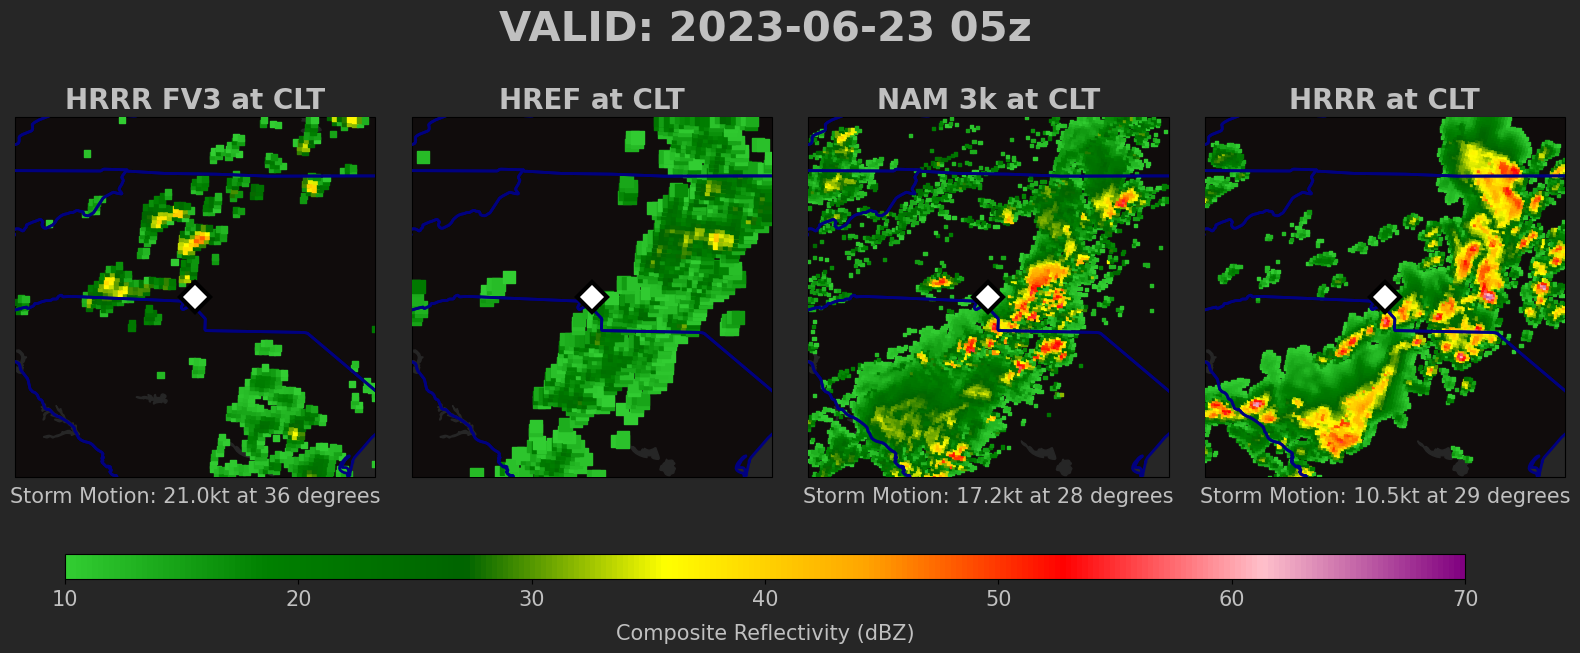 VALID: 2023-06-23 05z
HRRR FV3 at CLT
HREF at CLT
NAM 3k at CLT
HRRR at CLT
Storm Motion: 21.0kt at 36 degrees
Storm Motion: 17.2kt at 28 degrees
Storm Motion: 10.5kt at 29 degrees
10 20 30 40 50 60 70
Composite Reflectivity (dBZ)